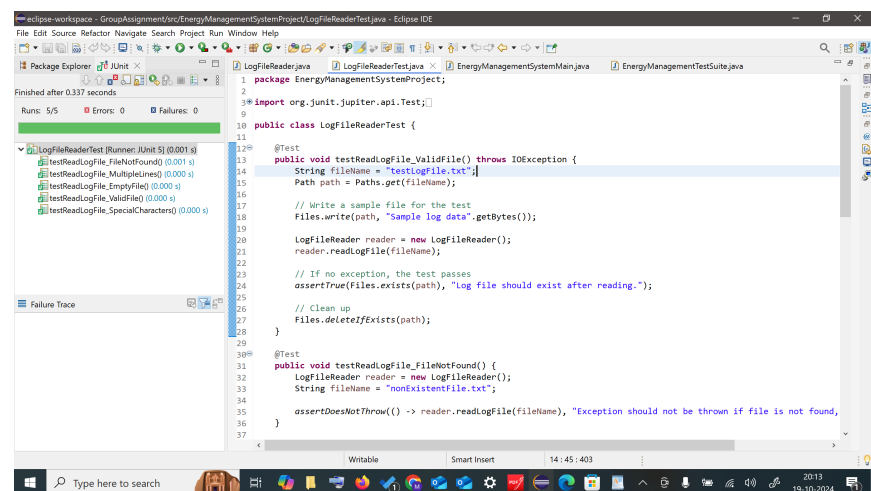 eclipse-workspace - GroupAssignment/src/EnergyManagementSystemProject/LogFileReaderTest.java - Eclipse IDE
File Edit Source Refactor Navigate Search Project Run Window Help
Package Explorer JUnit
Finished after 0.337 seconds
Runs: 5/5 Errors: 0 Failures: 0
LogFileReaderTest [Runner: JUnit 5] (0.001 s)
testReadLogFile_FileNotFound() (0.001 s)
testReadLogFile_MultipleLines() (0.000 s)
testReadLogFile_EmptyFile() (0.000 s)
testReadLogFile_ValidFile() (0.000 s)
testReadLogFile_SpecialCharacters() (0.000 s)
Failure Trace
LogFileReader.java LogFileReaderTest.java EnergyManagementSystemMain.java EnergyManagementTestSuite.java
1 package EnergyManagementSystemProject;
2
3 import org.junit.jupiter.api.Test;
9
10 public class LogFileReaderTest {
11
12 @Test
13 public void testReadLogFile_ValidFile() throws IOException {
14 String fileName = "testLogFile.txt";
15 Path path = Paths.get(fileName);
16
17 // Write a sample file for the test
18 Files.write(path, "Sample log data".getBytes());
19
20 LogFileReader reader = new LogFileReader();
21 reader.readLogFile(fileName);
22
23 // If no exception, the test passes
24 assertTrue(Files.exists(path), "Log file should exist after reading.");
25
26 // Clean up
27 Files.deleteIfExists(path);
28 }
29
30 @Test
31 public void testReadLogFile_FileNotFound() {
32 LogFileReader reader = new LogFileReader();
33 String fileName = "nonExistentFile.txt";
34
35 assertDoesNotThrow(() -> reader.readLogFile(fileName), "Exception should not be thrown if file is not found,
36 }
37
Writable Smart Insert 14 : 45 : 403
Type here to search
20:13
19-10-2024